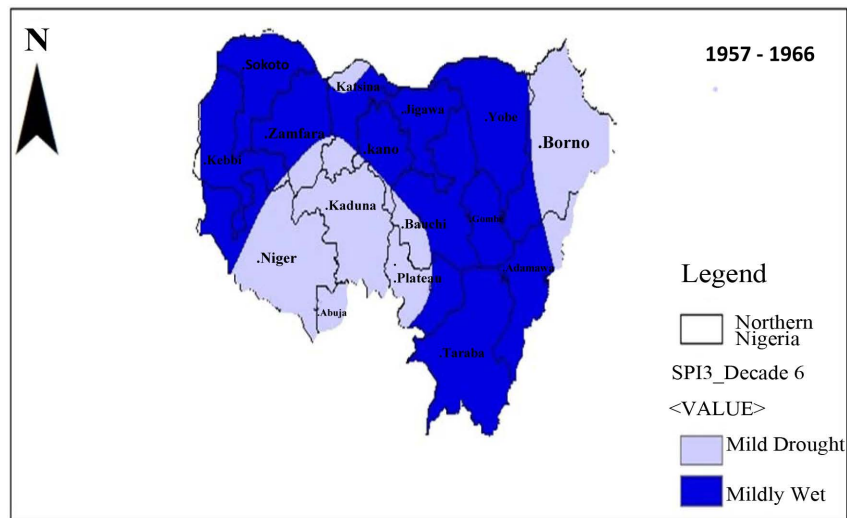 N
1957 - 1966
.Sokoto
Katsina
.Jigawa
.Yobe
.Zamfara
.kano
.Borno
.Kebbi
.Kaduna
.Bauchi
.Gombe
.Niger
.Plateau
.Adamawa
.Abuja
.Taraba
Legend
Northern
Nigeria
SPI3_Decade 6
<VALUE>
Mild Drought
Mildly Wet